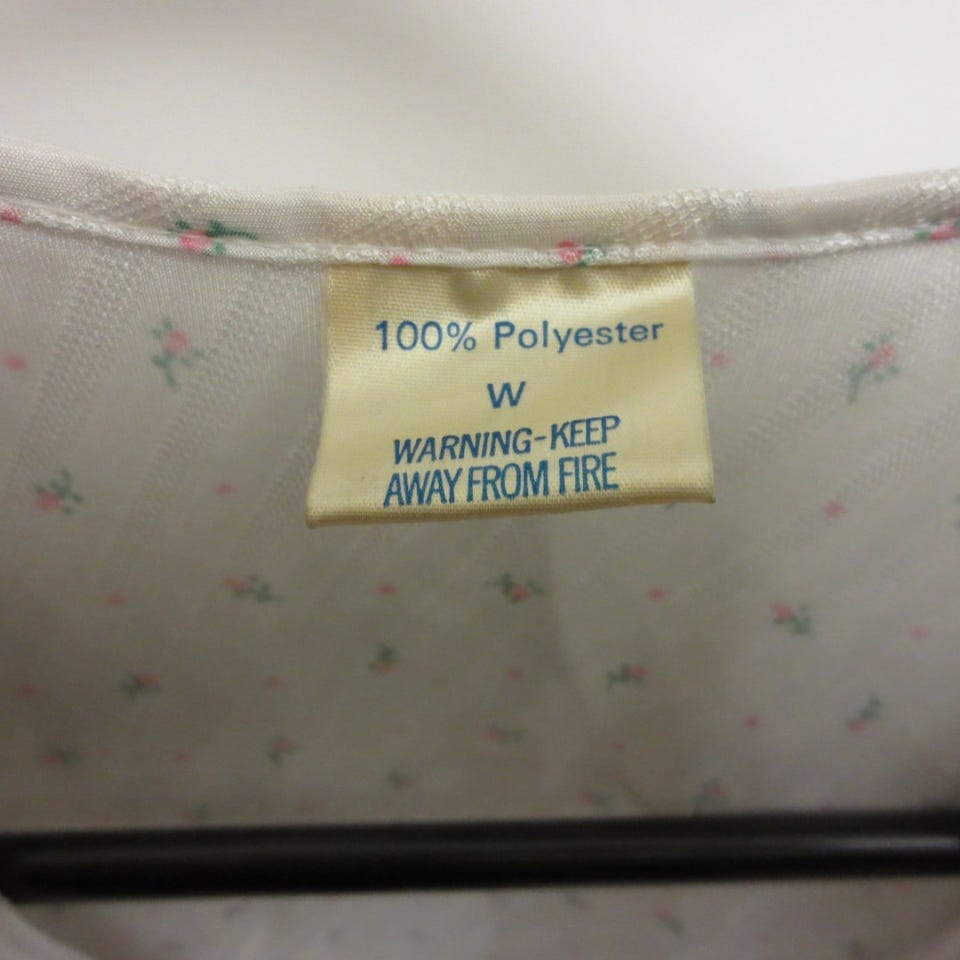 100% Polyester
W
WARNING-KEEP
AWAY FROM FIRE